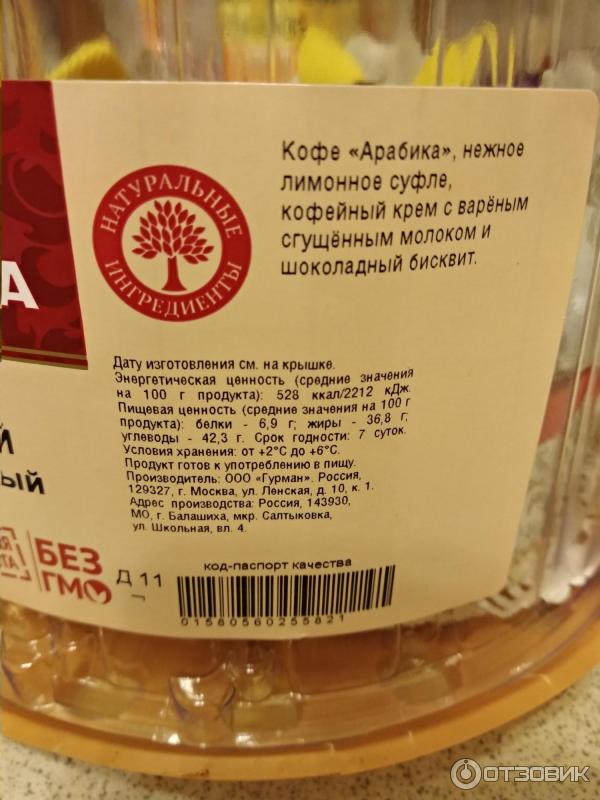 Кофе «Арабика», нежное
лимонное суфле,
кофейный крем с варёным
сгущённым молоком и
шоколадный бисквит.
НАТУРАЛЬНЫЕ
ИНГРЕДИЕНТЫ
А
Дату изготовления см. на крышке.
Энергетическая ценность (средние значения
на 100 г продукта): 528 ккал/2212 кДж.
Пищевая ценность (средние значения на 100 г
продукта): белки - 6,9 г; жиры - 36,8 г;
углеводы - 42,3 г. Срок годности: 7 суток.
Условия хранения: от +2°С до +6°С.
Продукт готов к употреблению в пищу.
Производитель: ООО «Гурман». Россия,
129327, г. Москва, ул. Ленская, д. 10, к. 1.
Адрес производства: Россия, 143930,
МО, г. Балашиха, мкр. Салтыковка,
ул. Школьная, вл. 4.
Й
ЫЙ
БЕЗ
ГМО
Д 11
код-паспорт качества
01580560255821
ОТЗОВИК